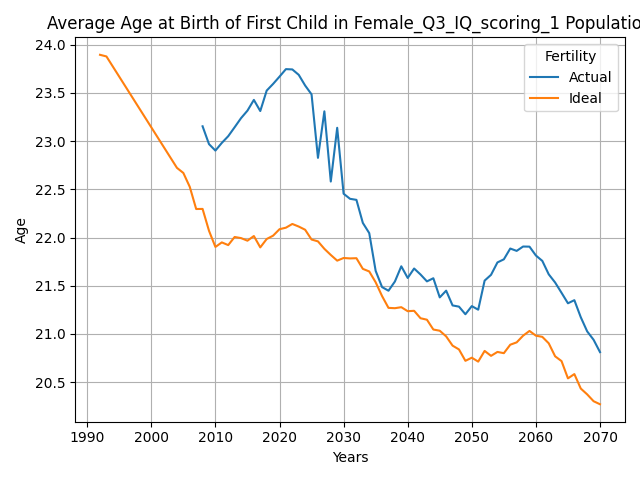 Average Age at Birth of First Child in Female_Q3_IQ_scoring_1 Populatio
24.0
23.5
23.0
22.5
22.0
21.5
21.0
20.5
Age
Fertility
Actual
Ideal
1990 2000 2010 2020 2030 2040 2050 2060 2070
Years